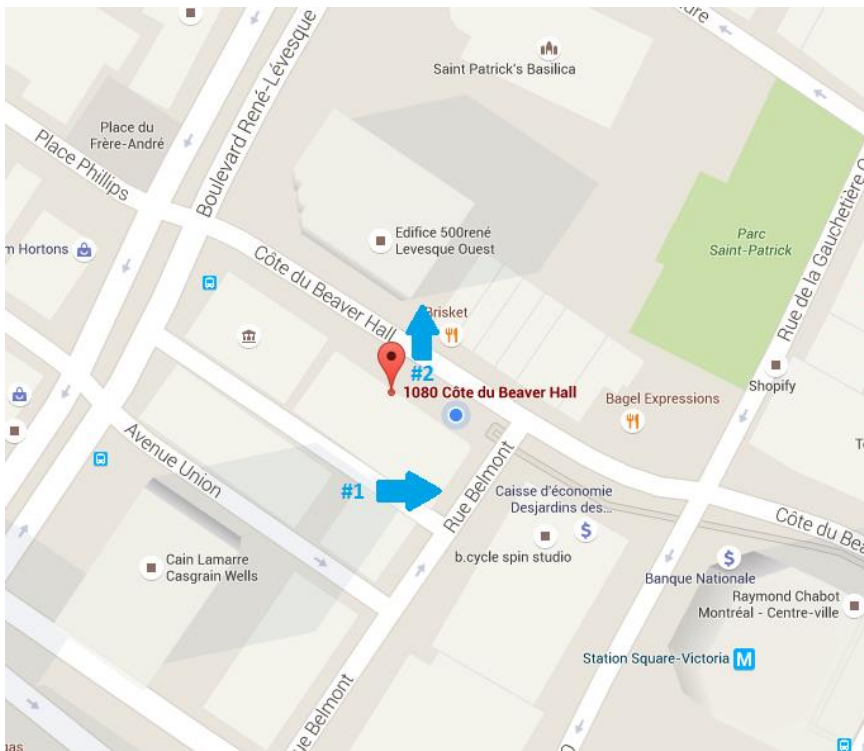 ure
Saint Patrick's Basilica
Boulevard René-Lévesque
Place du
Frère-André
Place Phillips
Parc
Saint-Patrick
Rue de la Gauchetière O
Edifice 500rené
Levesque Ouest
m Hortons
Côte du Beaver Hall
Brisket
#2
1080 Côte du Beaver Hall
Shopify
Bagel Expressions
Avenue Union
#1
Rue Belmont
Caisse d'économie
Desjardins des...
$
Côte du Bea
b.cycle spin studio
Cain Lamarre
Casgrain Wells
$
Banque Nationale
Raymond Chabot
Montréal - Centre-ville
Station Square-Victoria M
ue Belmont
gas